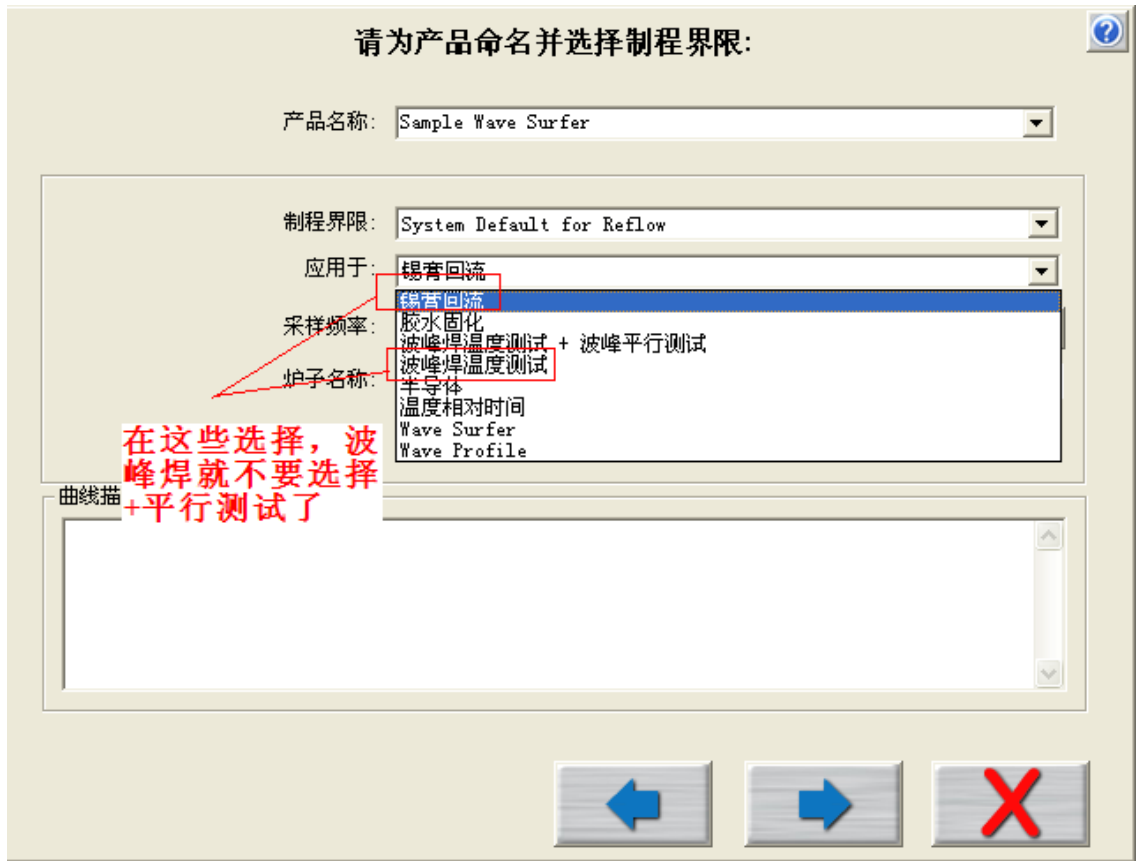 请为产品命名并选择制程界限:
产品名称: Sample Wave Surfer
制程界限: System Default for Reflow
应用于: 锡膏回流
锡膏回流
胶水固化
采样频率:
波峰焊温度测试 + 波峰平行测试
波峰焊温度测试
炉子名称:
半导体
温度相对时间
Wave Surfer
Wave Profile
在这些选择，波
峰焊就不要选择
+平行测试了
曲线描